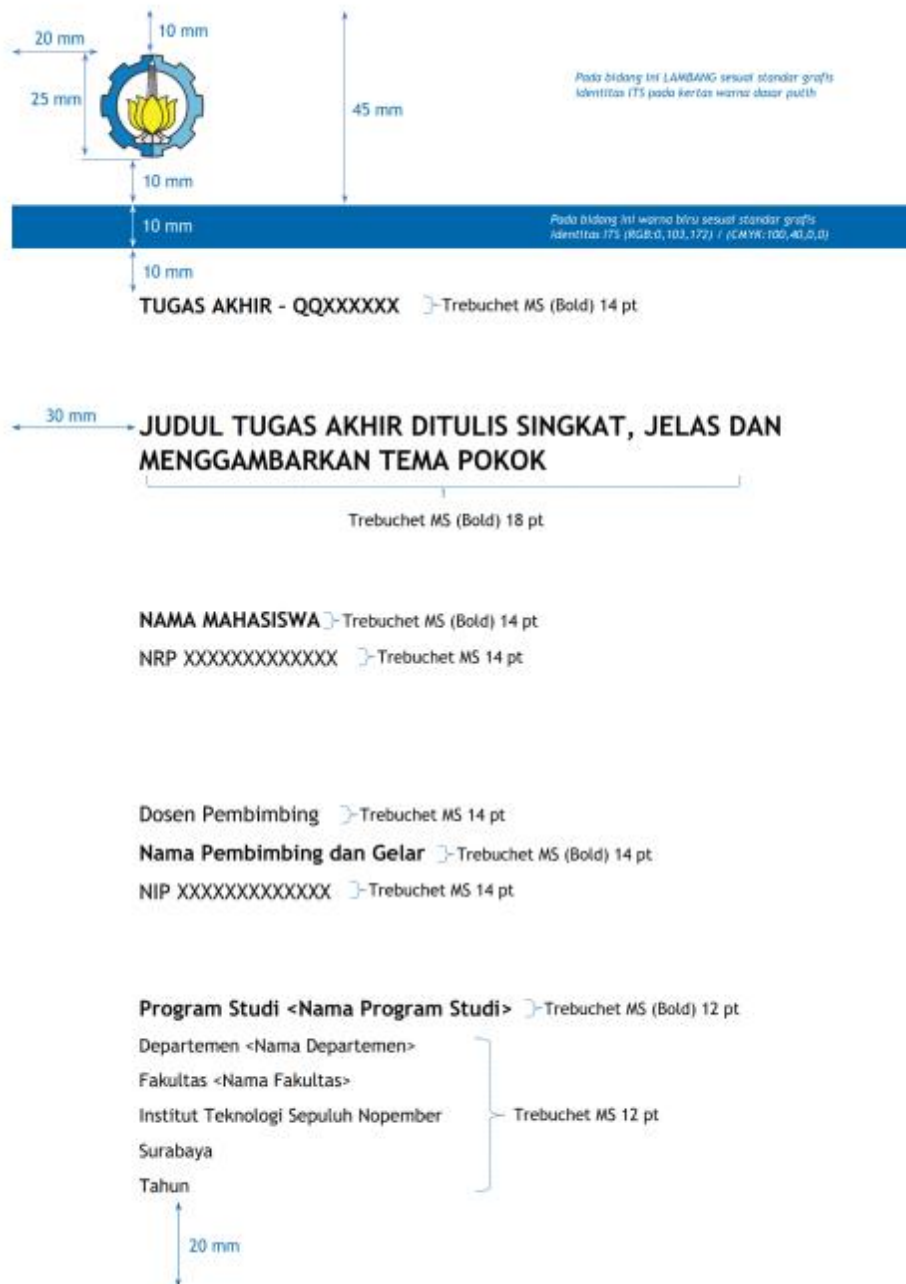 10 mm
20 mm
25 mm
45 mm
Pada bidang ini LAMBANG sesuai standar grafis
identitas ITS pada kertas warna dasar putih
10 mm
10 mm
Pada bidang ini warna biru sesuai standar grafis
identitas ITS (RGB:0,103,172) / (CMYK:100,40,0,0)
10 mm
TUGAS AKHIR - QQXXXXXX Trebuchet MS (Bold) 14 pt
30 mm
JUDUL TUGAS AKHIR DITULIS SINGKAT, JELAS DAN
MENGGAMBARKAN TEMA POKOK
Trebuchet MS (Bold) 18 pt
NAMA MAHASISWA Trebuchet MS (Bold) 14 pt
NRP XXXXXXXXXXXXX Trebuchet MS 14 pt
Dosen Pembimbing Trebuchet MS 14 pt
Nama Pembimbing dan Gelar Trebuchet MS (Bold) 14 pt
NIP XXXXXXXXXXXXX Trebuchet MS 14 pt
Program Studi <Nama Program Studi> Trebuchet MS (Bold) 12 pt
Departemen <Nama Departemen>
Fakultas <Nama Fakultas>
Institut Teknologi Sepuluh Nopember Trebuchet MS 12 pt
Surabaya
Tahun
20 mm